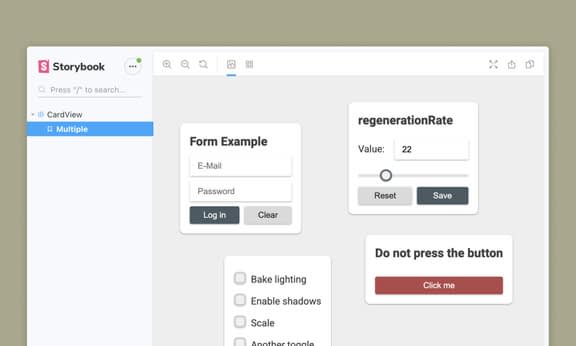 Storybook
Press "/" to search...
CardView
Multiple
Form Example
E-Mail
Password
Log in
Clear
regenerationRate
Value:
22
Reset
Save
Do not press the button
Click me
Bake lighting
Enable shadows
Scale
Another toggle